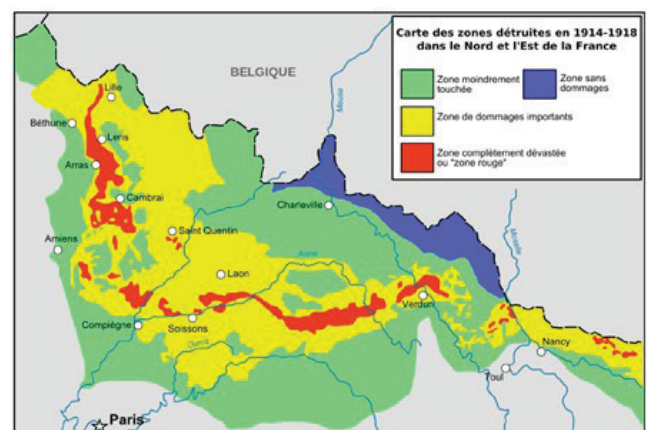 Carte des zones détruites en 1914-1918
dans le Nord et l'Est de la France
Zone moindrement
touchée
Zone sans
dommages
Zone de dommages importants
Zone complètement dévastée
ou "zone rouge"
BELGIQUE
Meuse
Lille
Béthune
Lens
Arras
Cambrai
Charleville
Amiens
Saint Quentin
Moselle
Aisne
Laon
Verdun
Compiègne
Soissons
Ourcq
Nancy
Toul
Paris